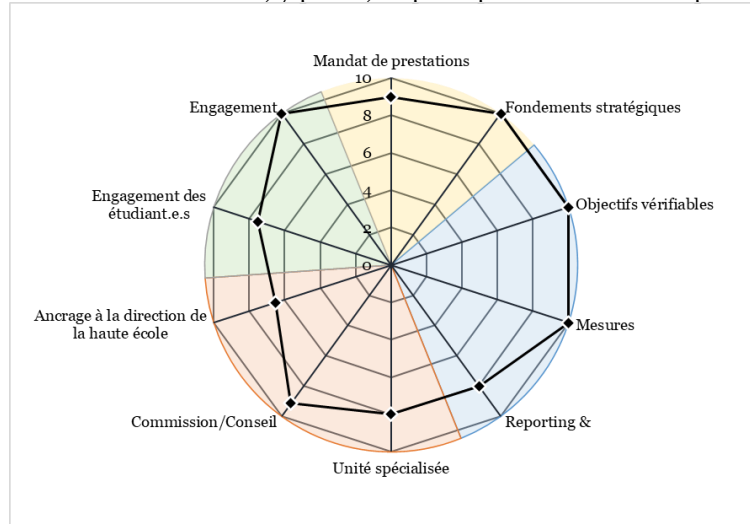 Mandat de prestations
10
Engagement
Fondements stratégiques
8
6
Engagement des
étudiant.e.s
4
Objectifs vérifiables
2
0
Ancrage à la direction de
la haute école
Mesures
Commission/Conseil
Reporting &
Unité spécialisée